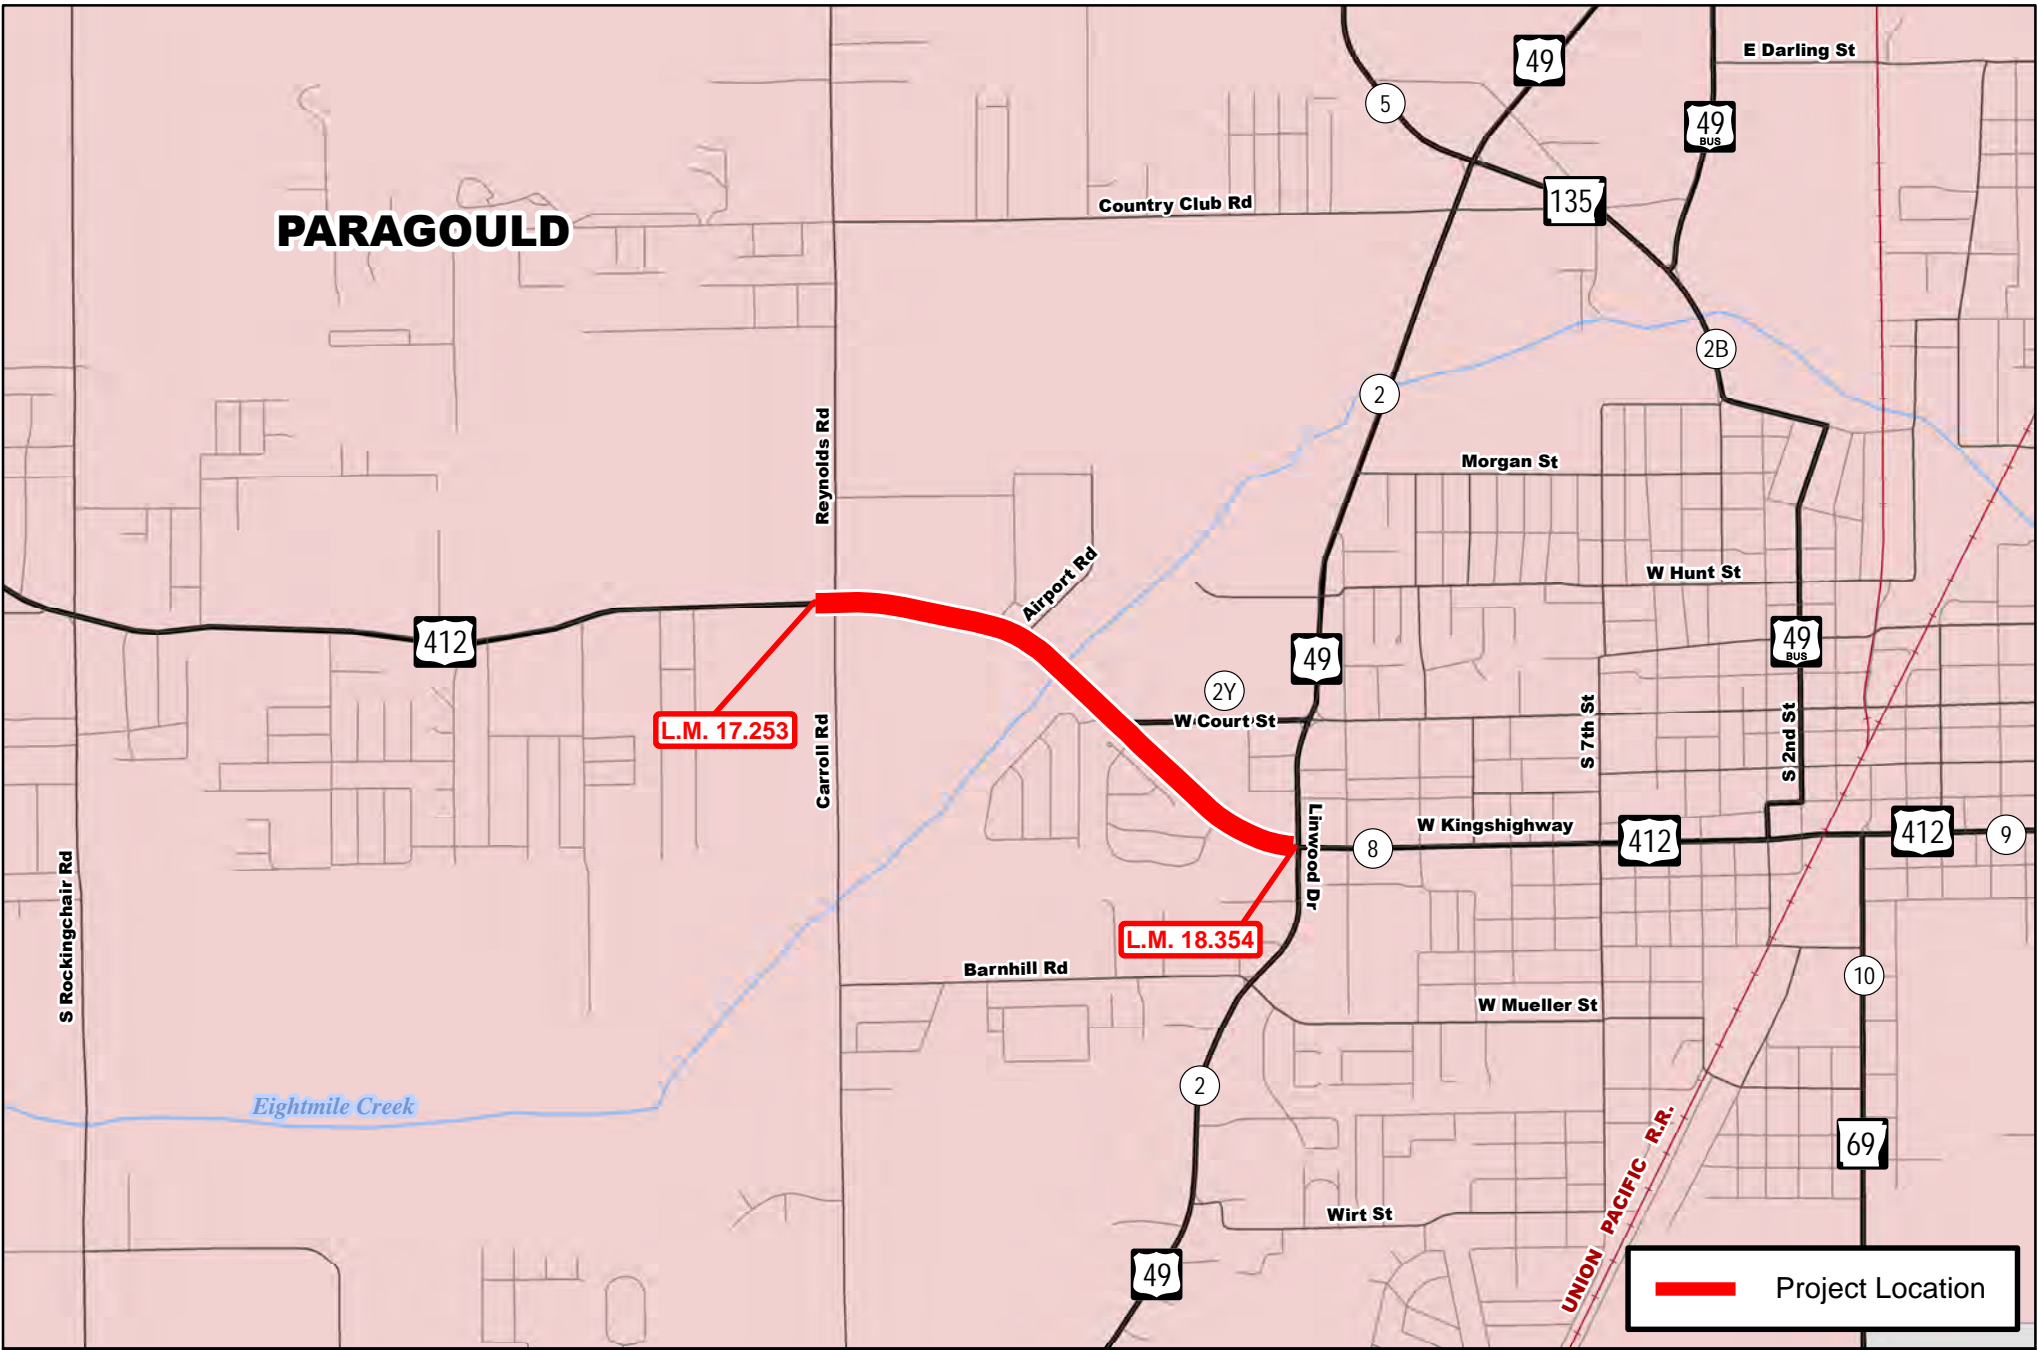 E Darling St
49
5
49
BUS
135
Country Club Rd
PARAGOULD
2B
2
Reynolds Rd
Morgan St
Airport Rd
W Hunt St
412
49
49
BUS
2Y
W Court St
L.M. 17.253
Carroll Rd
S 7th St
S 2nd St
Linwood Dr
W Kingshighway
8
412
412
9
S Rockingchair Rd
L.M. 18.354
Barnhill Rd
10
W Mueller St
2
Eightmile Creek
69
UNION PACIFIC R.R.
Wirt St
49
Project Location